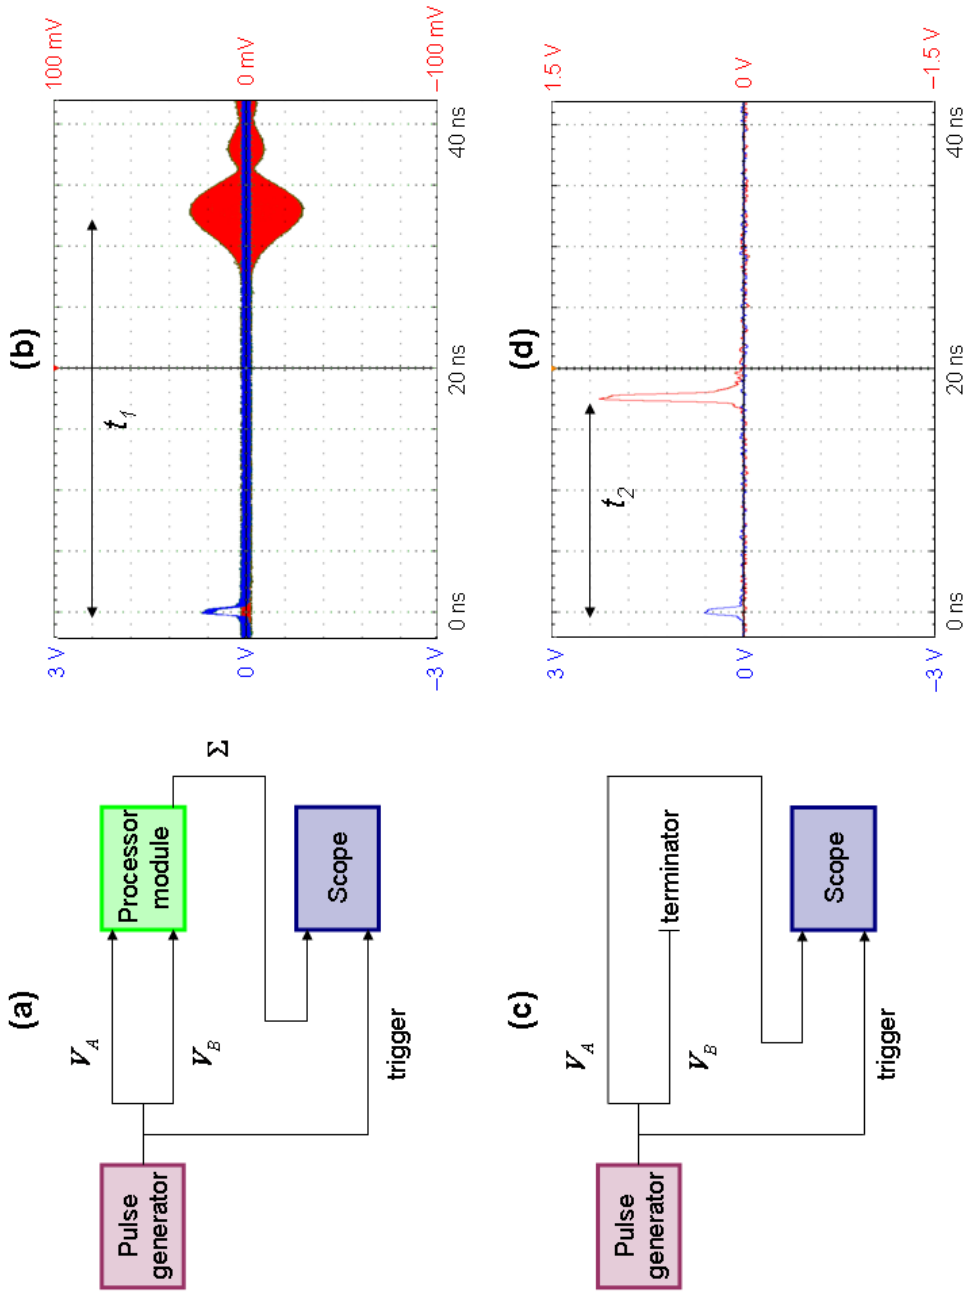 (a)
Pulse
generator
V_A
V_B
trigger
Processor
module
Σ
Scope
(b)
3 V
0 V
−3 V
100 mV
0 mV
−100 mV
t_1
0 ns
20 ns
40 ns
(c)
Pulse
generator
V_A
V_B
trigger
terminator
Scope
(d)
3 V
0 V
−3 V
1.5 V
0 V
−1.5 V
t_2
0 ns
20 ns
40 ns